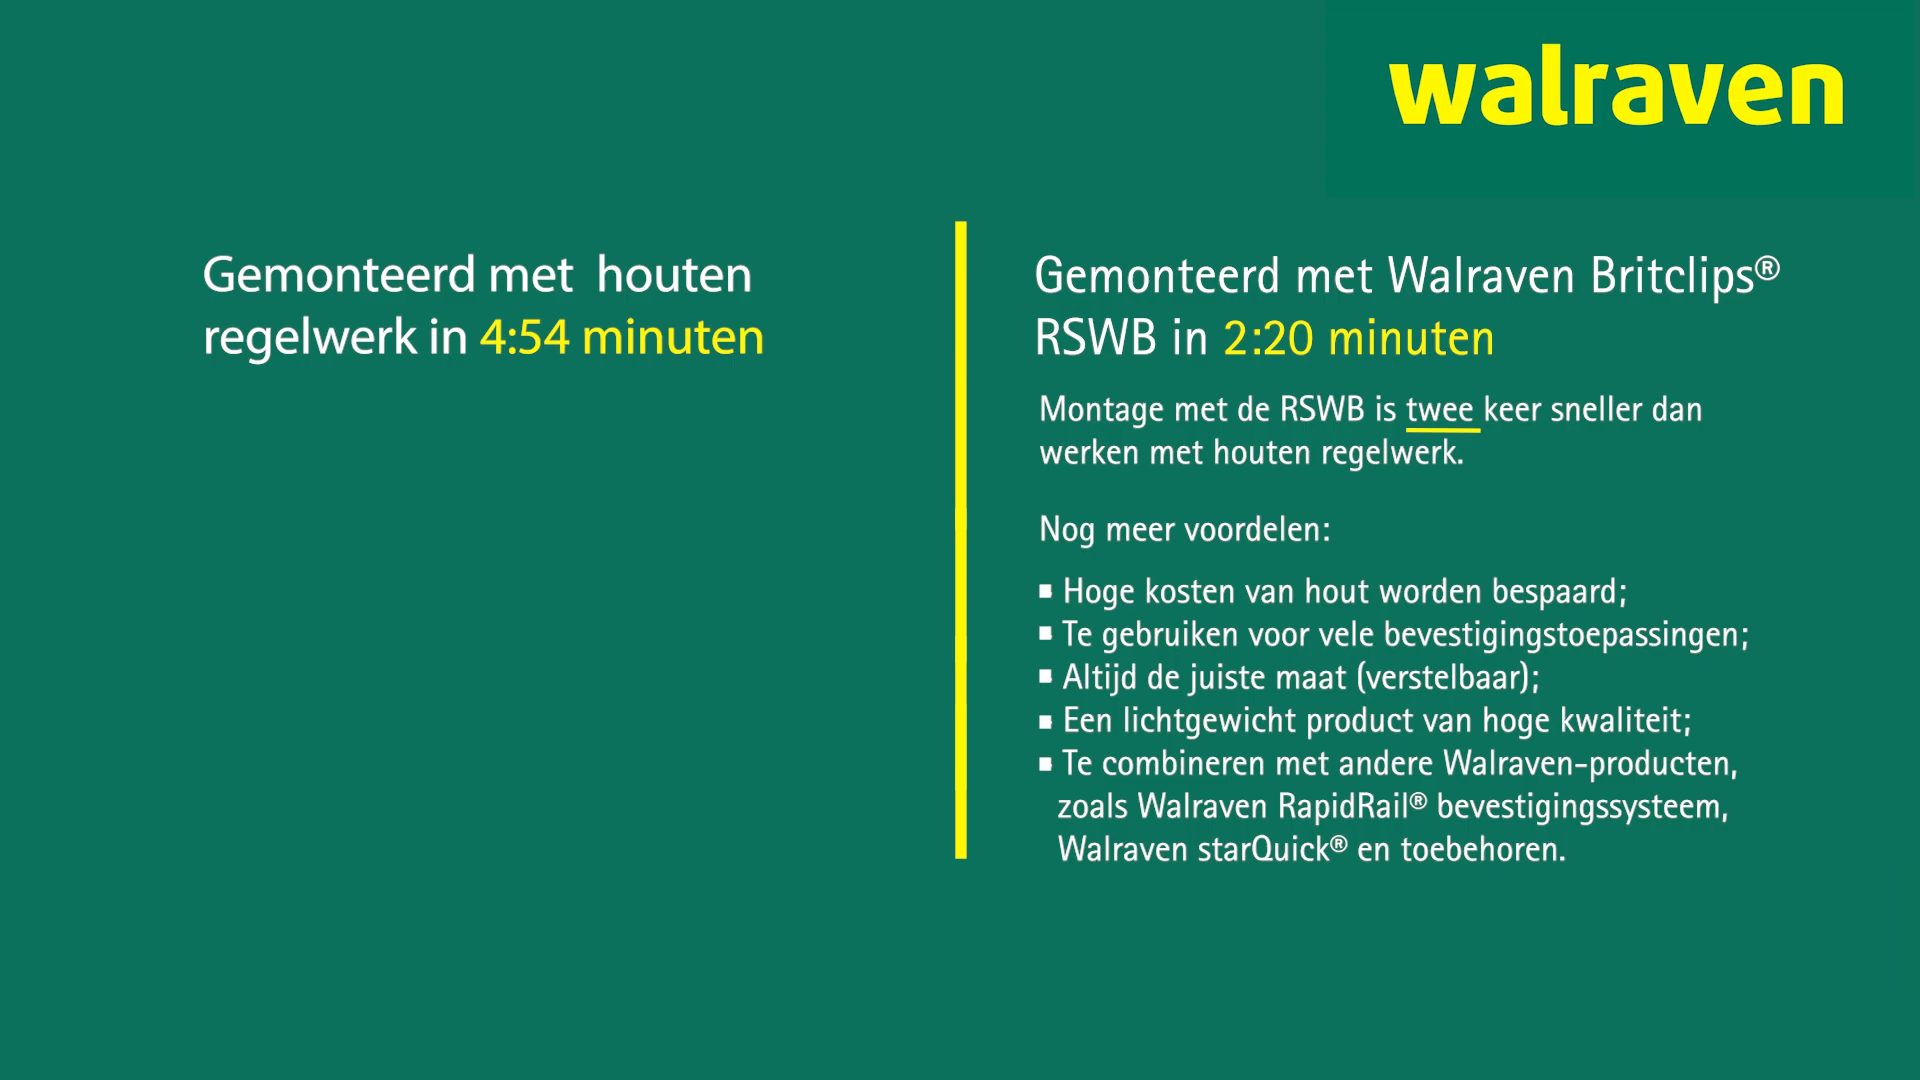 walraven
Gemonteerd met houten
regelwerk in 4:54 minuten
Gemonteerd met Walraven Britclips®
RSWB in 2:20 minuten
Montage met de RSWB is twee keer sneller dan
werken met houten regelwerk.
Nog meer voordelen:
▪ Hoge kosten van hout worden bespaard;
▪ Te gebruiken voor vele bevestigingstoepassingen;
▪ Altijd de juiste maat (verstelbaar);
▪ Een lichtgewicht product van hoge kwaliteit;
▪ Te combineren met andere Walraven-producten,
zoals Walraven RapidRail® bevestigingssysteem,
Walraven starQuick® en toebehoren.